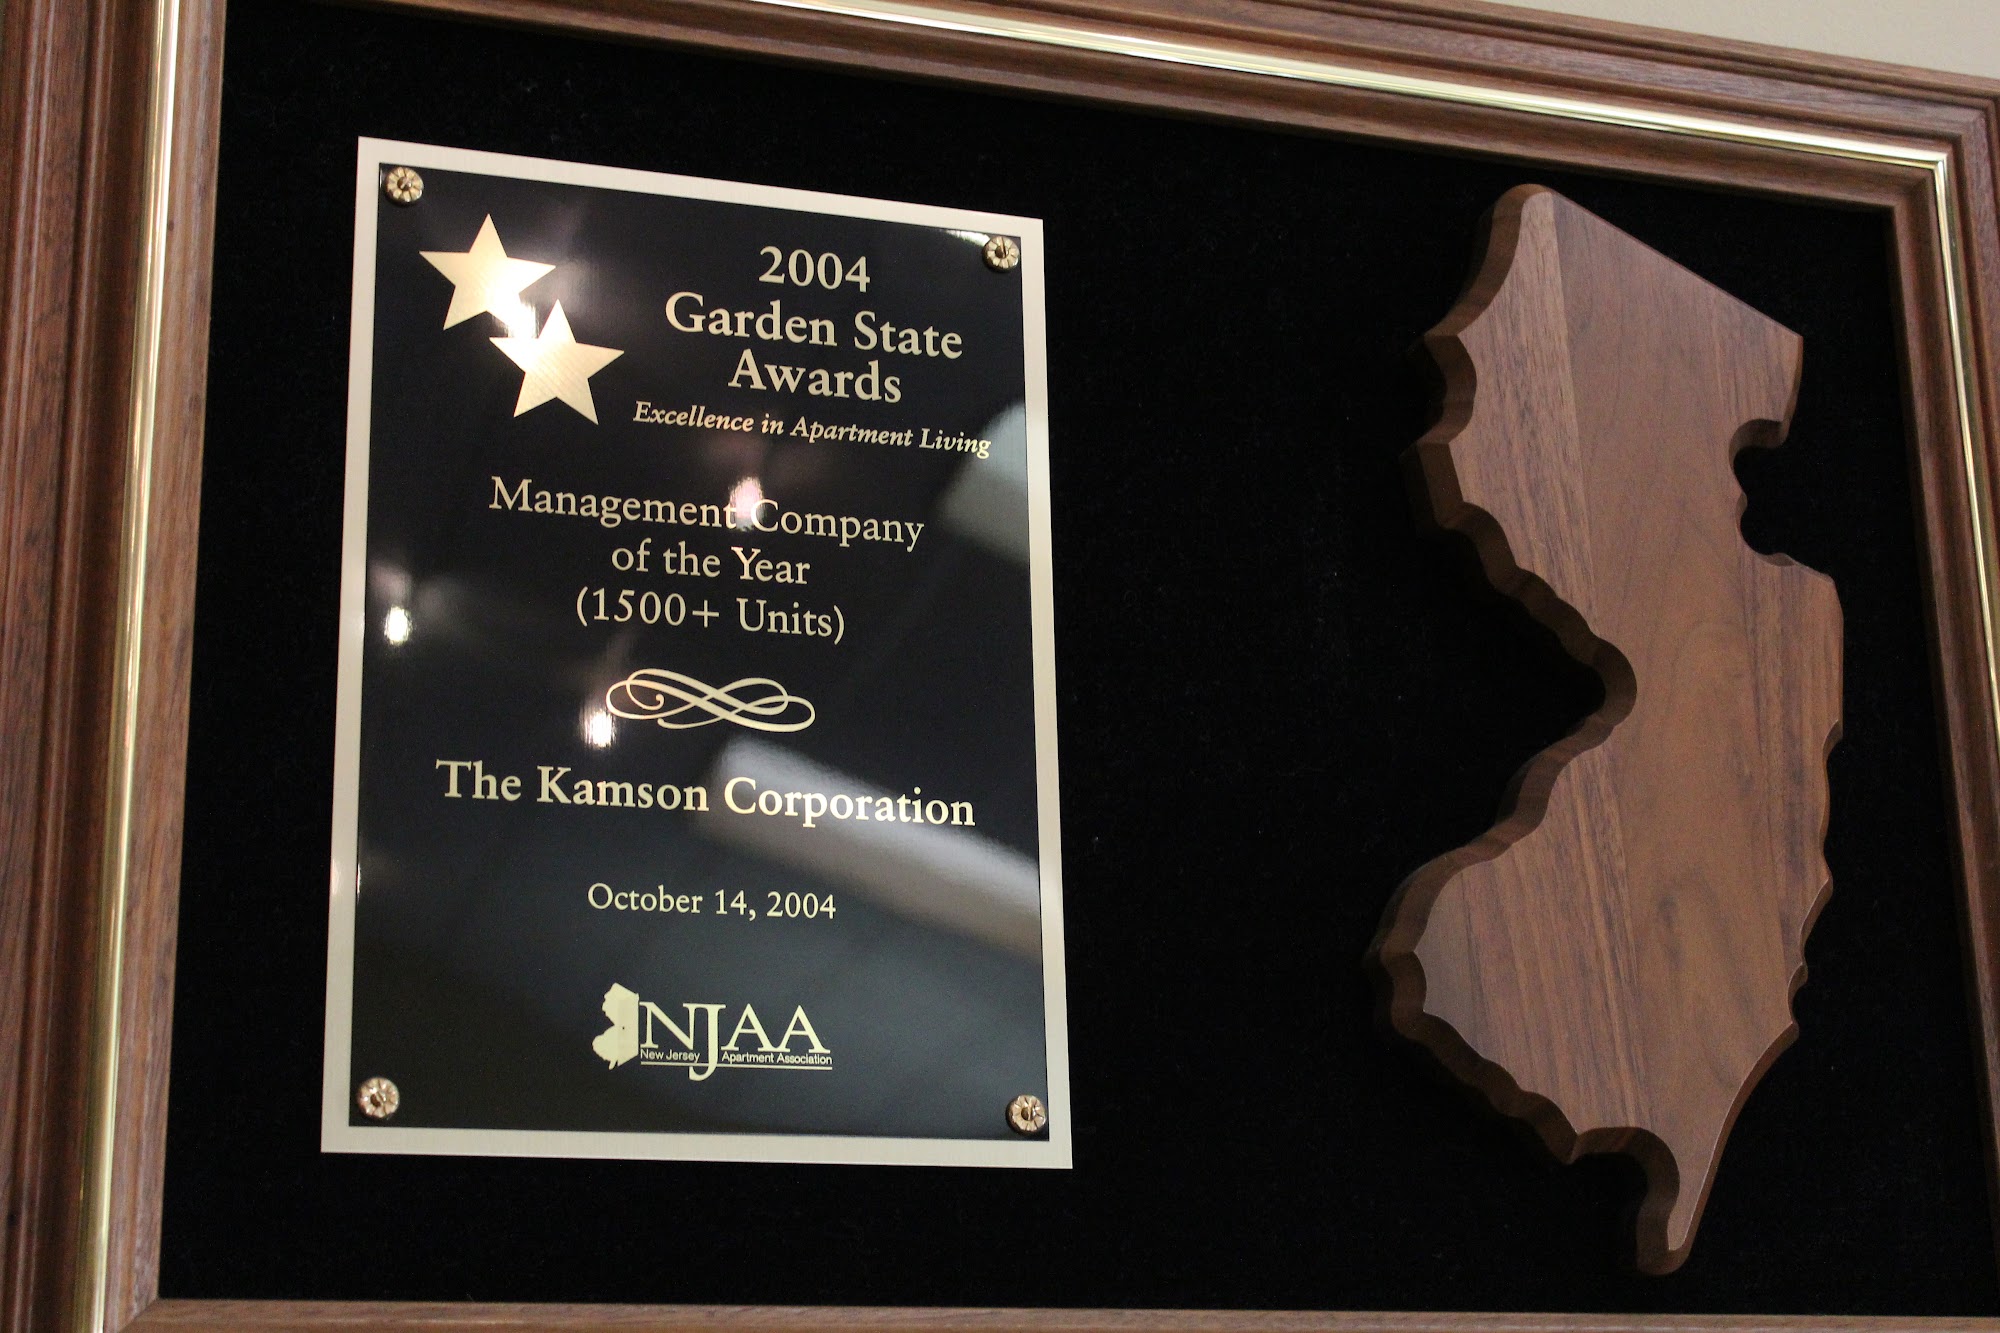 2004
Garden State
Awards
Excellence in Apartment Living
Management Company
of the Year
(1500+ Units)
The Kamson Corporation
October 14, 2004
NJAA
New Jersey Apartment Association